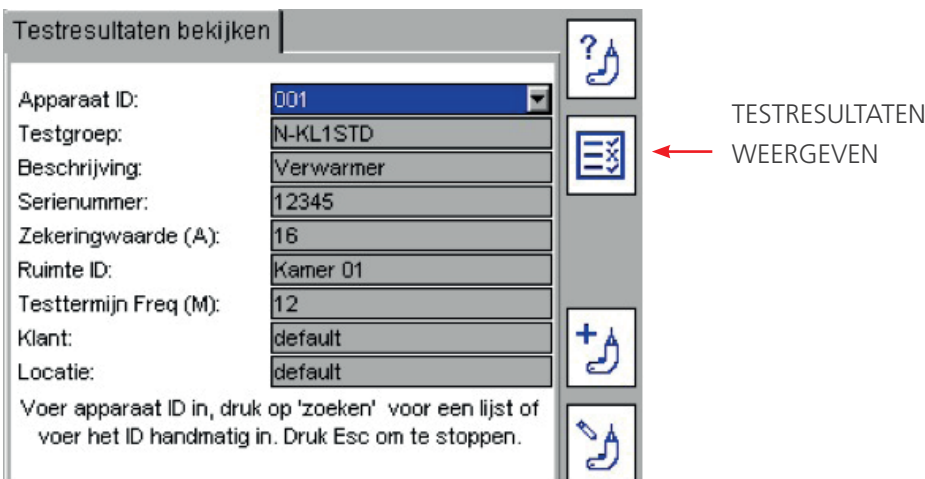 Testresultaten bekijken
Apparaat ID: 001
Testgroep: N-KL1STD
Beschrijving: Verwarmer
Serienummer: 12345
Zekeringwaarde (A): 16
Ruimte ID: Kamer 01
Testtermijn Freq (M): 12
Klant: default
Locatie: default
Voer apparaat ID in, druk op 'zoeken' voor een lijst of
voer het ID handmatig in. Druk Esc om te stoppen.
?
+
TESTRESULTATEN
WEERGEVEN